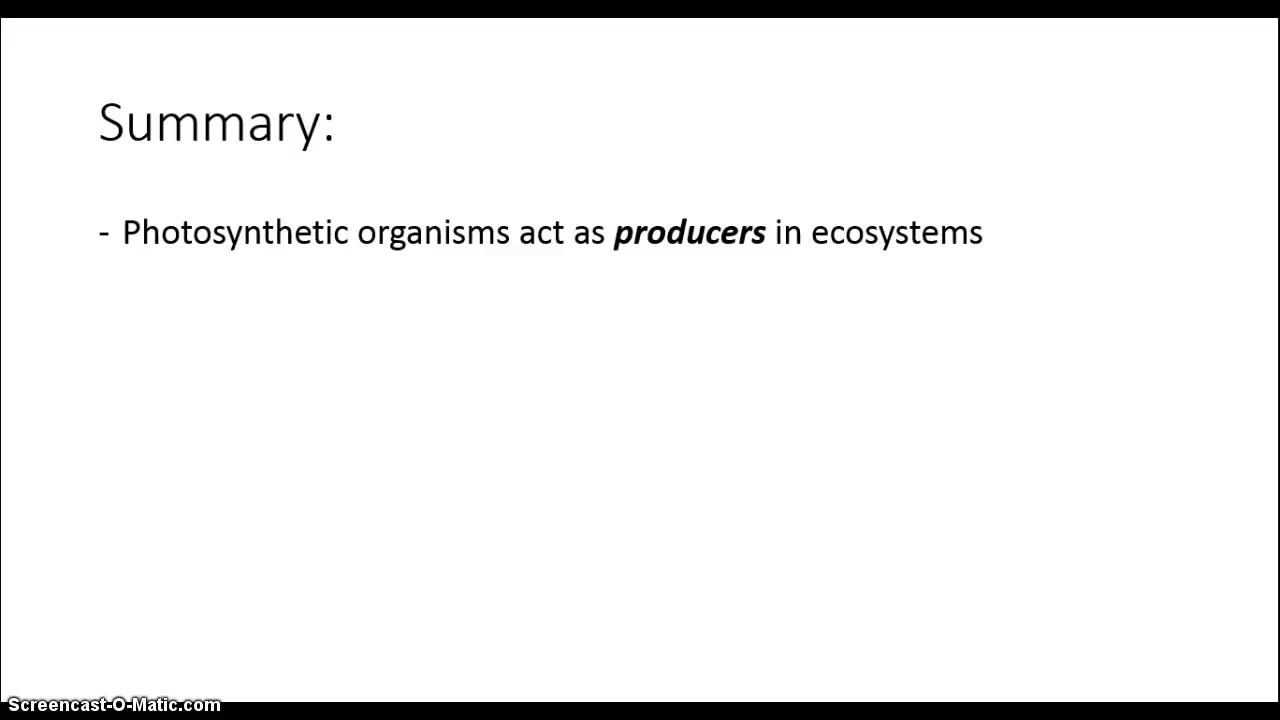 Summary:
- Photosynthetic organisms act as producers in ecosystems
Screencast-O-Matic.com